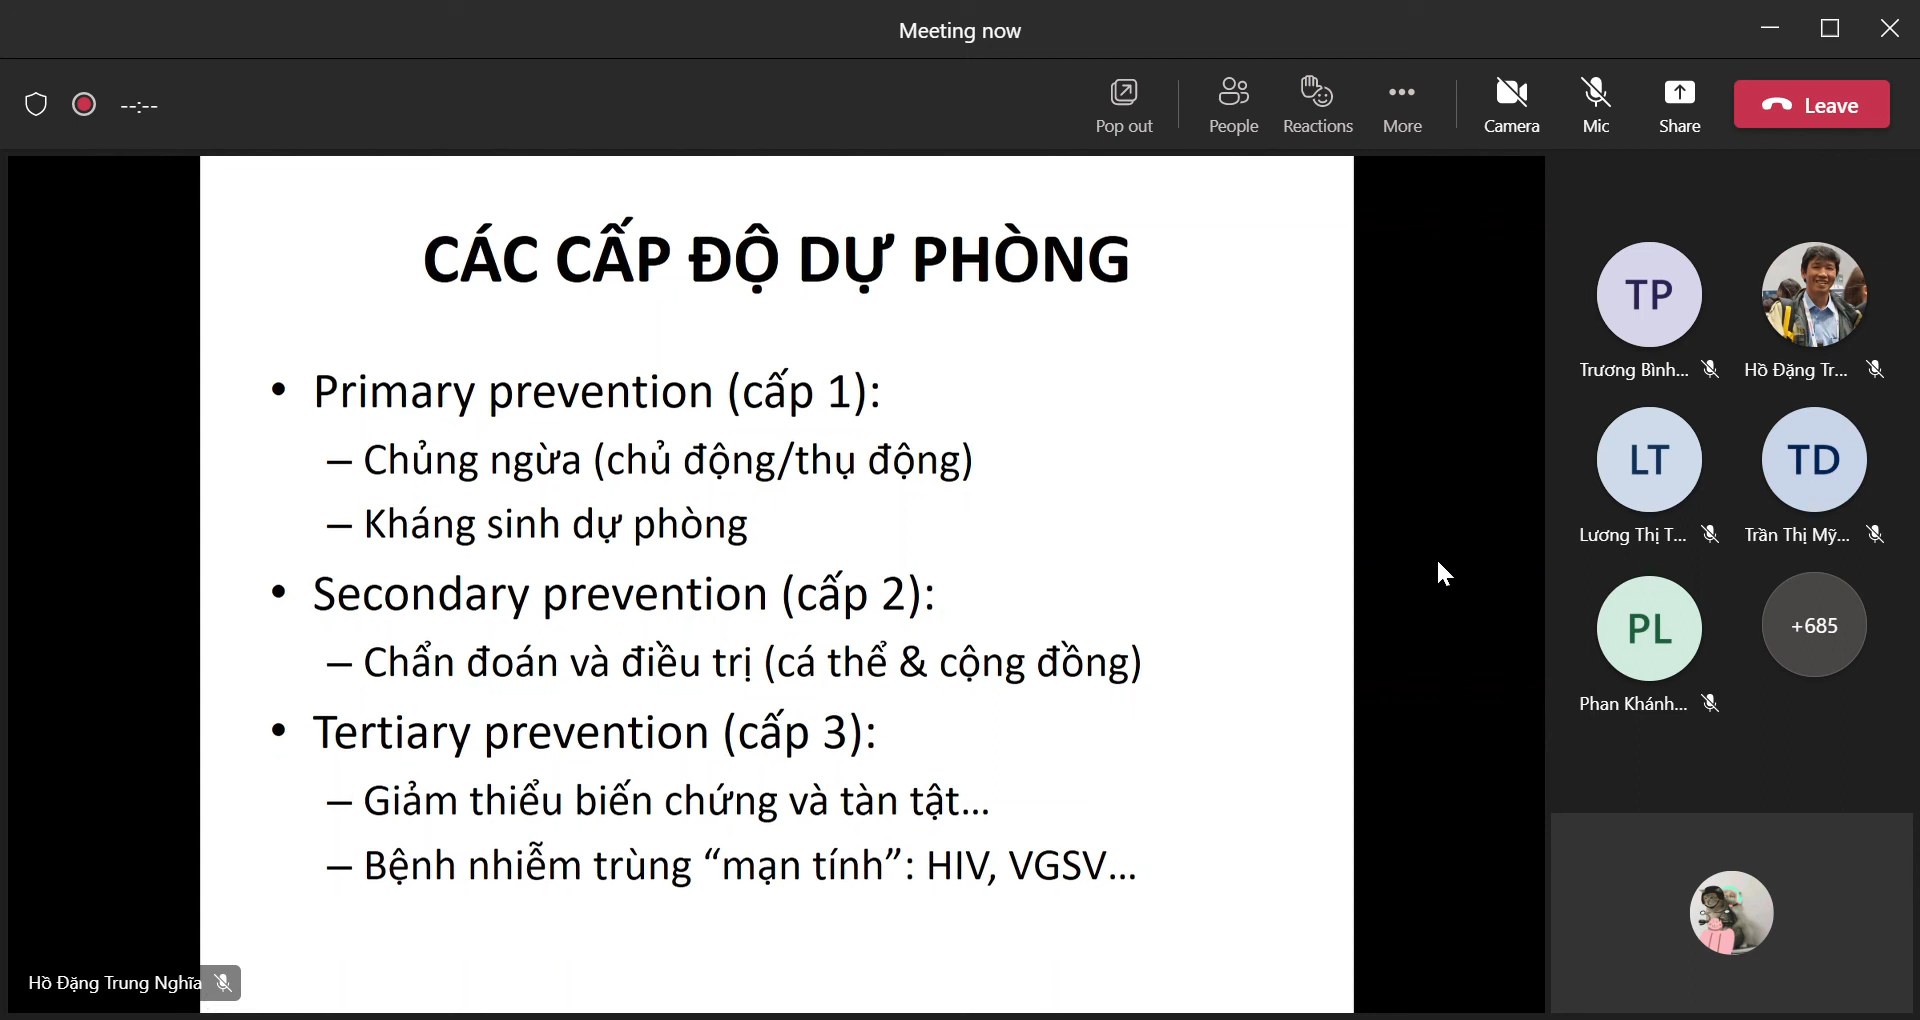 Meeting now
--:--
Pop out
People
Reactions
More
Camera
Mic
Share
Leave
CÁC CẤP ĐỘ DỰ PHÒNG
• Primary prevention (cấp 1):
– Chủng ngừa (chủ động/thụ động)
– Kháng sinh dự phòng
• Secondary prevention (cấp 2):
– Chẩn đoán và điều trị (cá thể & cộng đồng)
• Tertiary prevention (cấp 3):
– Giảm thiểu biến chứng và tàn tật...
– Bệnh nhiễm trùng “mạn tính”: HIV, VGSV...
Hồ Đặng Trung Nghĩa
TP
Trương Bình...
Hồ Đặng Tr...
LT
Lương Thị T...
TD
Trần Thị Mỹ...
PL
Phan Khánh...
+685